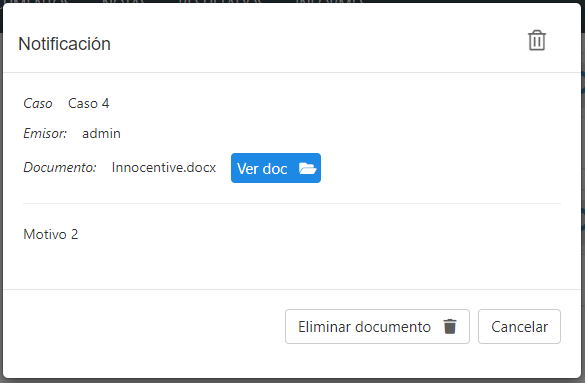 Notificación
Caso Caso 4
Emisor: admin
Documento: Innocentive.docx Ver doc
Motivo 2
Eliminar documento Cancelar